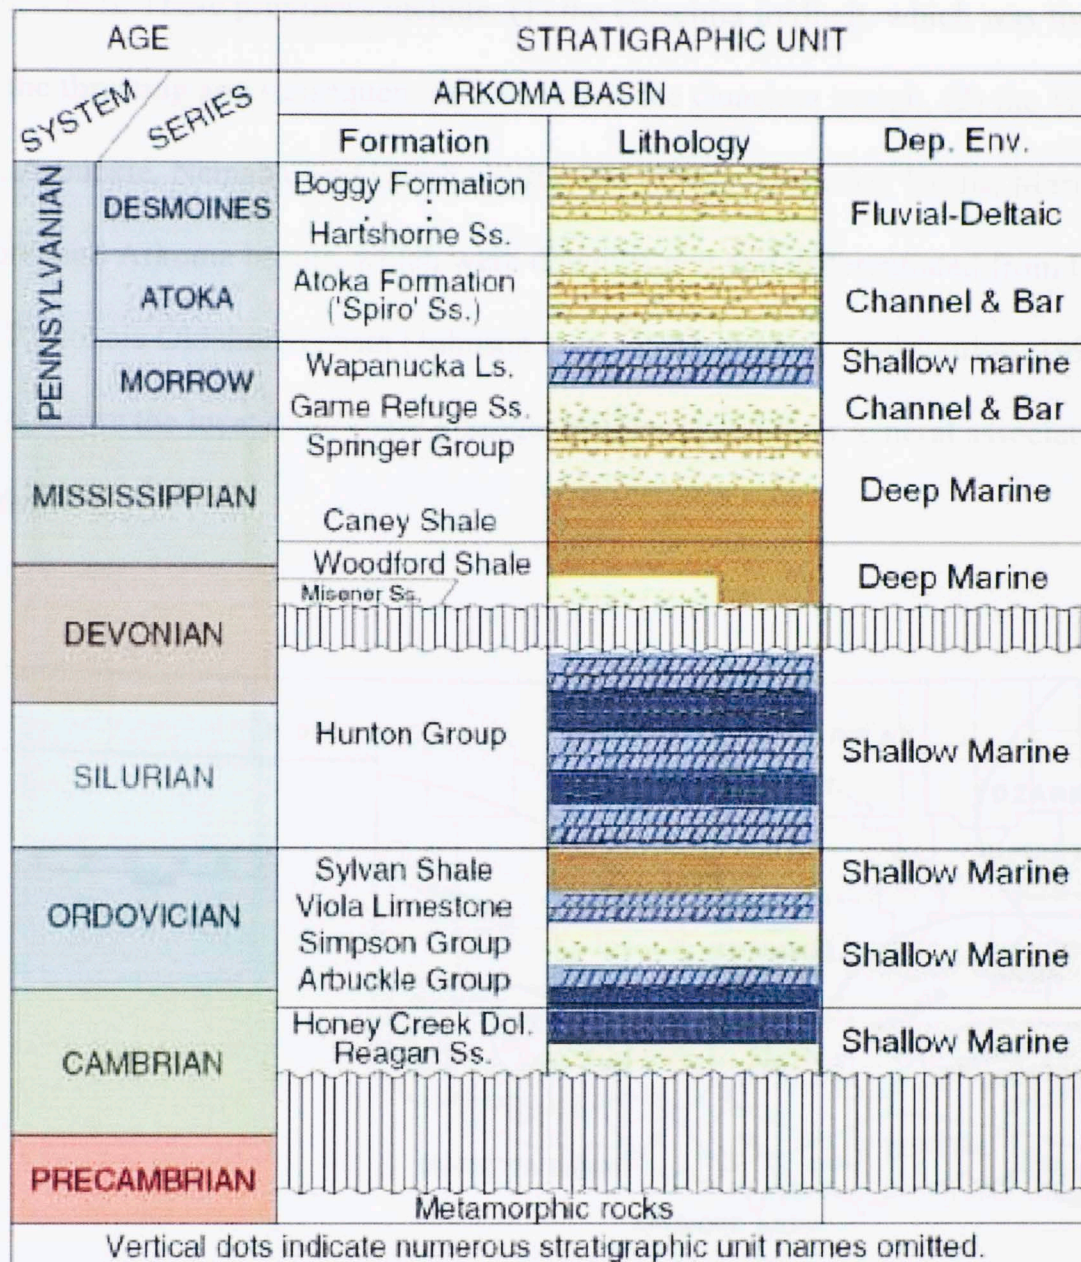 AGE
STRATIGRAPHIC UNIT
SYSTEM
SERIES
ARKOMA BASIN
Formation
Lithology
Dep. Env.
PENNSYLVANIAN
DESMOINES
Boggy Formation
Hartshorne Ss.
Fluvial-Deltaic
ATOKA
Atoka Formation
('Spiro' Ss.)
Channel & Bar
MORROW
Wapanucka Ls.
Shallow marine
Game Refuge Ss.
Channel & Bar
MISSISSIPPIAN
Springer Group
Caney Shale
Deep Marine
Woodford Shale
Misener Ss.
Deep Marine
DEVONIAN
SILURIAN
Hunton Group
Shallow Marine
ORDOVICIAN
Sylvan Shale
Shallow Marine
Viola Limestone
Simpson Group
Arbuckle Group
Shallow Marine
CAMBRIAN
Honey Creek Dol.
Reagan Ss.
Shallow Marine
PRECAMBRIAN
Metamorphic rocks
Vertical dots indicate numerous stratigraphic unit names omitted.